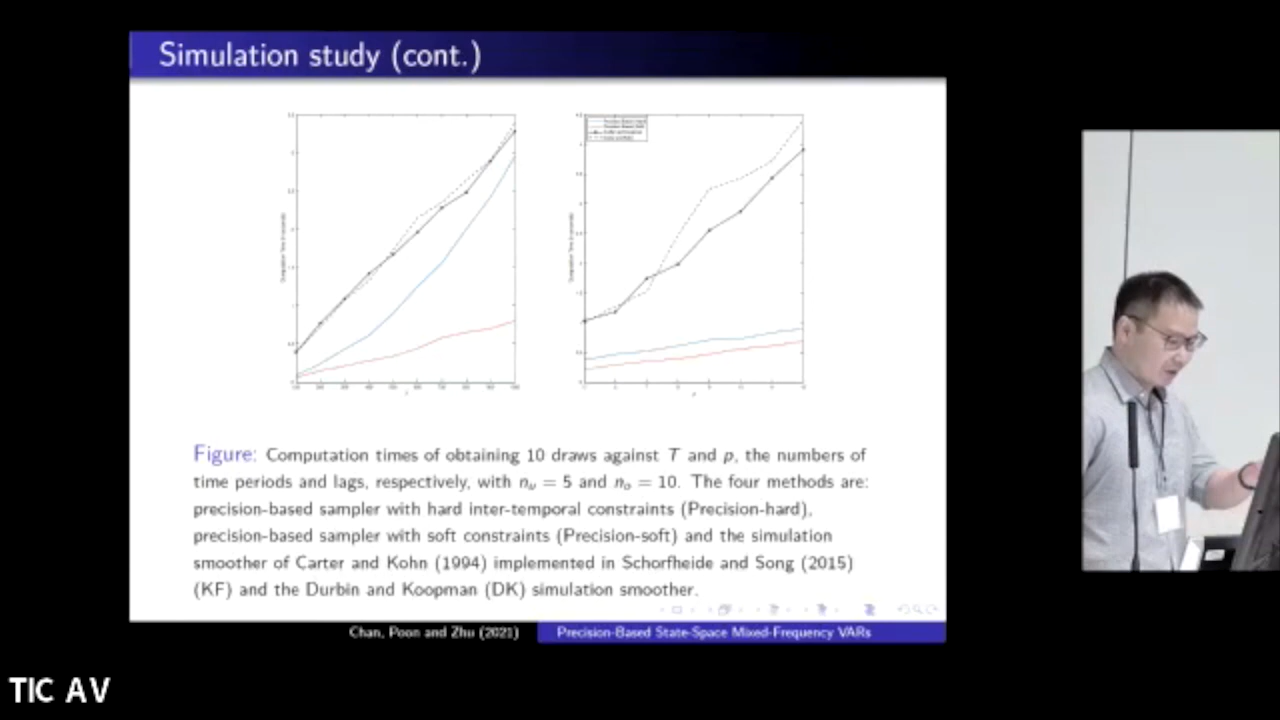 Simulation study (cont.)
Figure: Computation times of obtaining 10 draws against T and p, the numbers of
time periods and lags, respectively, with nᵤ = 5 and nₒ = 10. The four methods are:
precision-based sampler with hard inter-temporal constraints (Precision-hard),
precision-based sampler with soft constraints (Precision-soft) and the simulation
smoother of Carter and Kohn (1994) implemented in Schorfheide and Song (2015)
(KF) and the Durbin and Koopman (DK) simulation smoother.
Chan, Poon and Zhu (2021)
Precision-Based State-Space Mixed-Frequency VARs
TIC AV